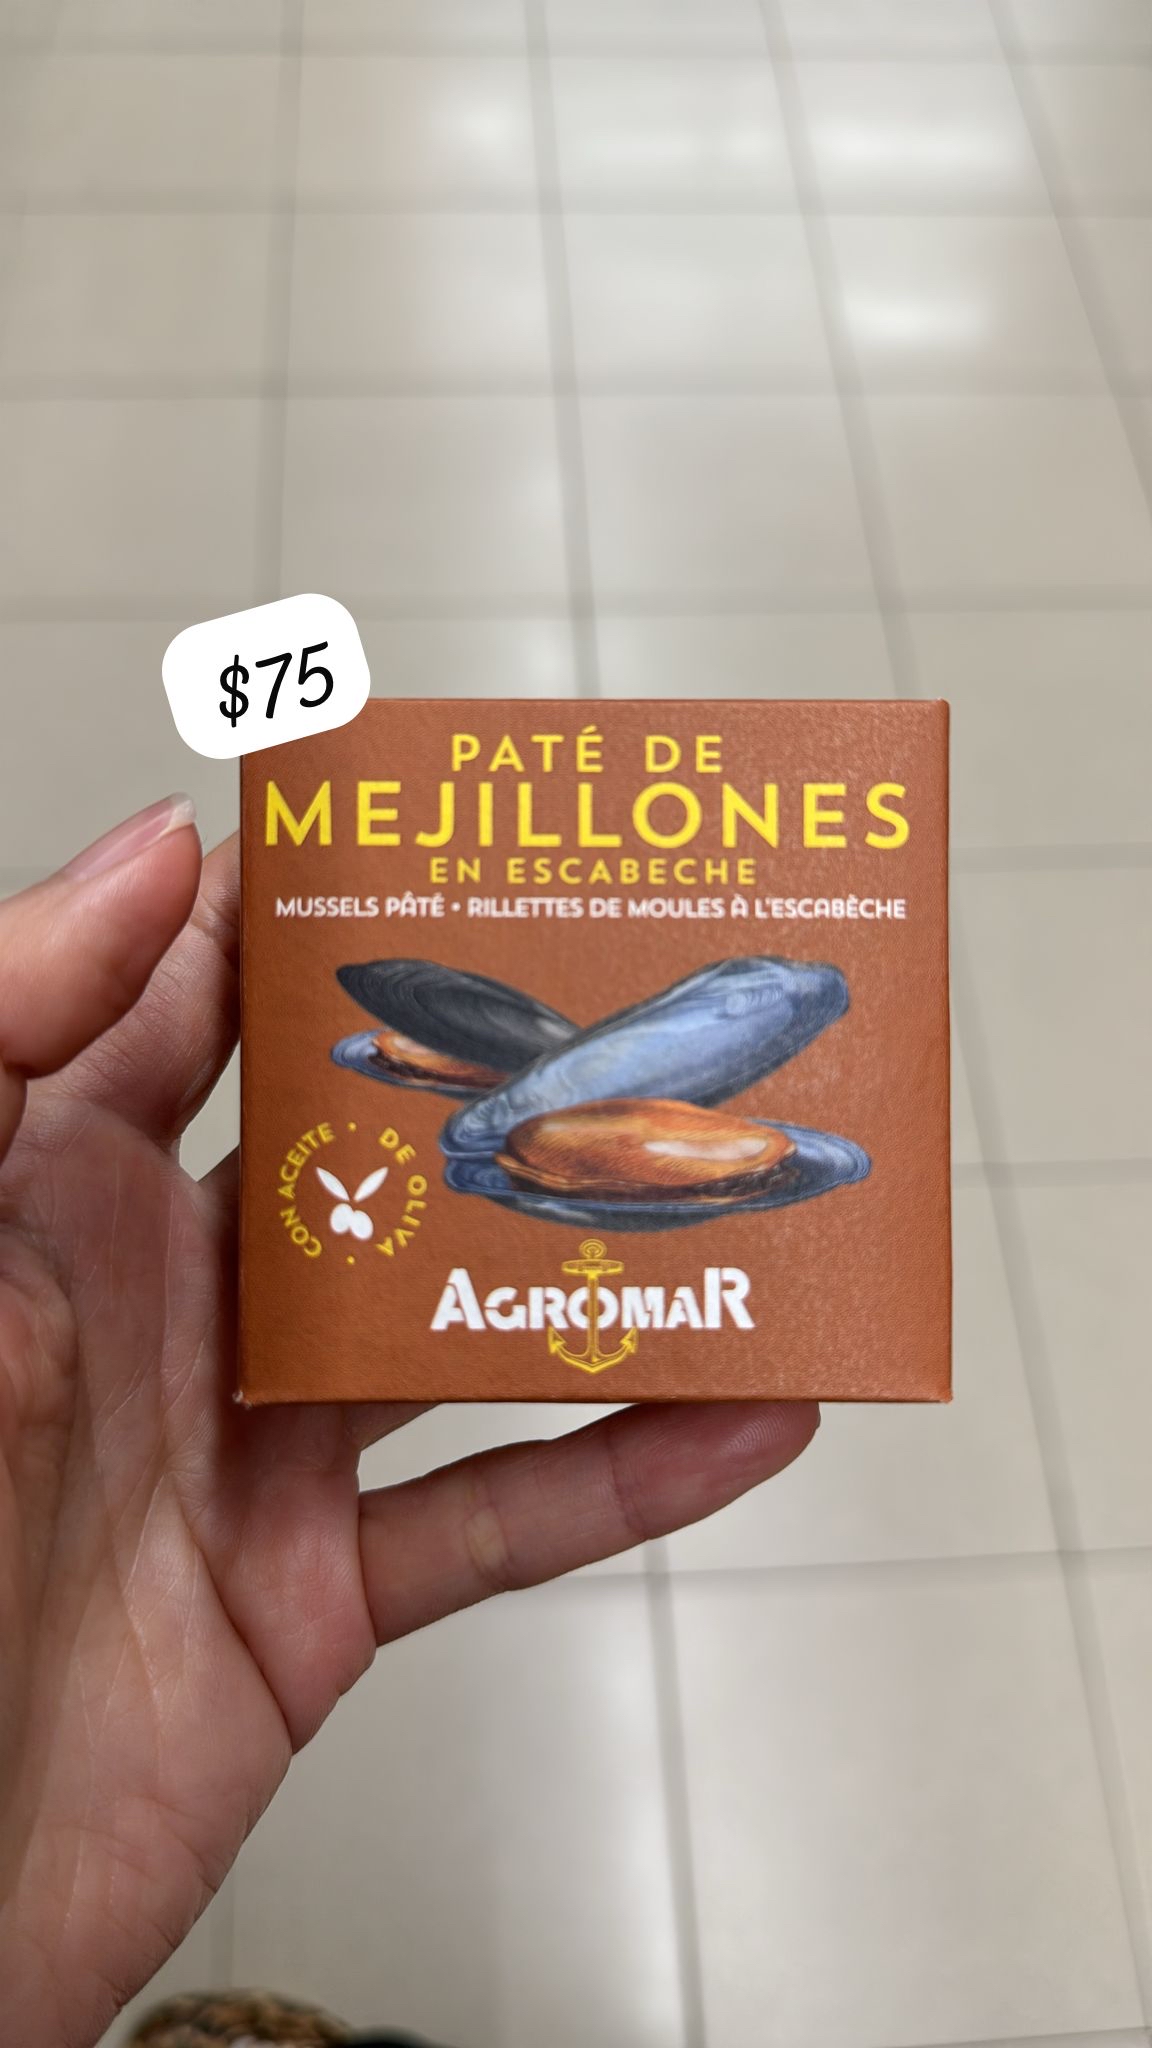 $75
PATÉ DE
MEJILLONES
EN ESCABECHE
MUSSELS PÂTÉ • RILLETTES DE MOULES À L'ESCABÈCHE
CON ACEITE • DE OLIVA •
AGROMAR